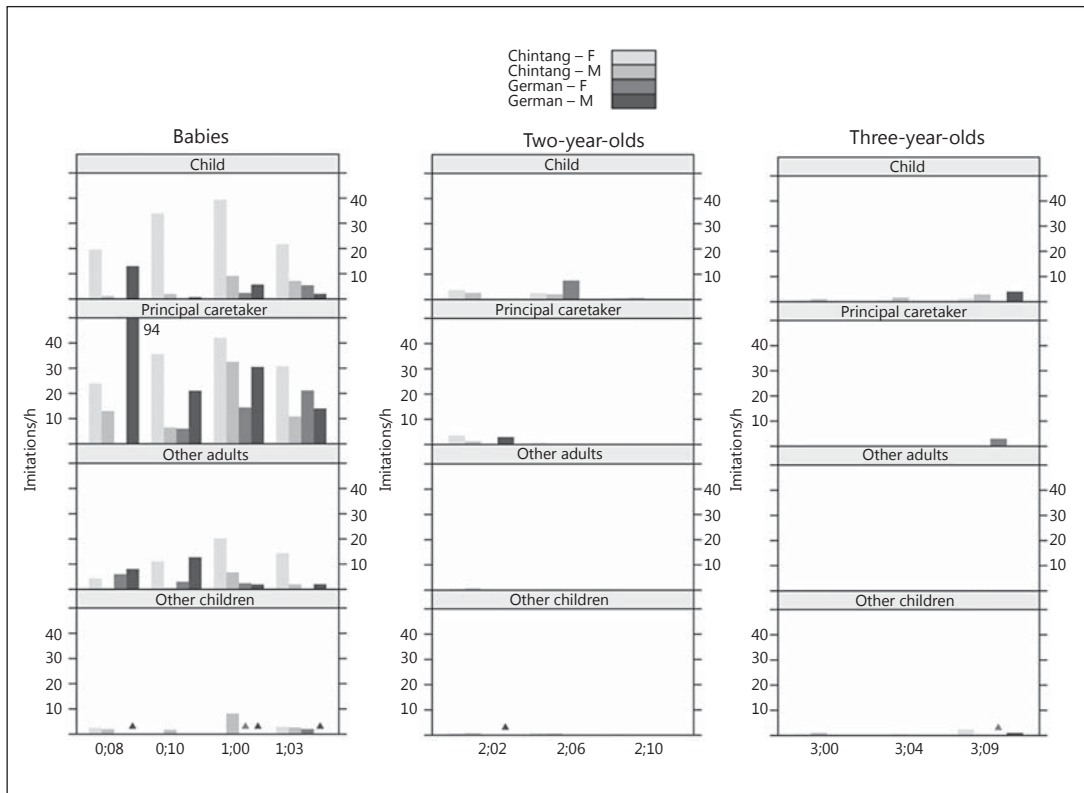 Chintang – F
Chintang – M
German – F
German – M
Babies
Two-year-olds
Three-year-olds
Child
Child
Child
40
30
20
10
40
30
20
10
40
30
20
10
Principal caretaker
Principal caretaker
Principal caretaker
94
40
30
20
10
40
30
20
10
40
30
20
10
Imitations/h
Imitations/h
Imitations/h
Other adults
Other adults
Other adults
40
30
20
10
40
30
20
10
40
30
20
10
Other children
Other children
Other children
40
30
20
10
40
30
20
10
40
30
20
10
0;08 0;10 1;00 1;03
2;02 2;06 2;10
3;00 3;04 3;09